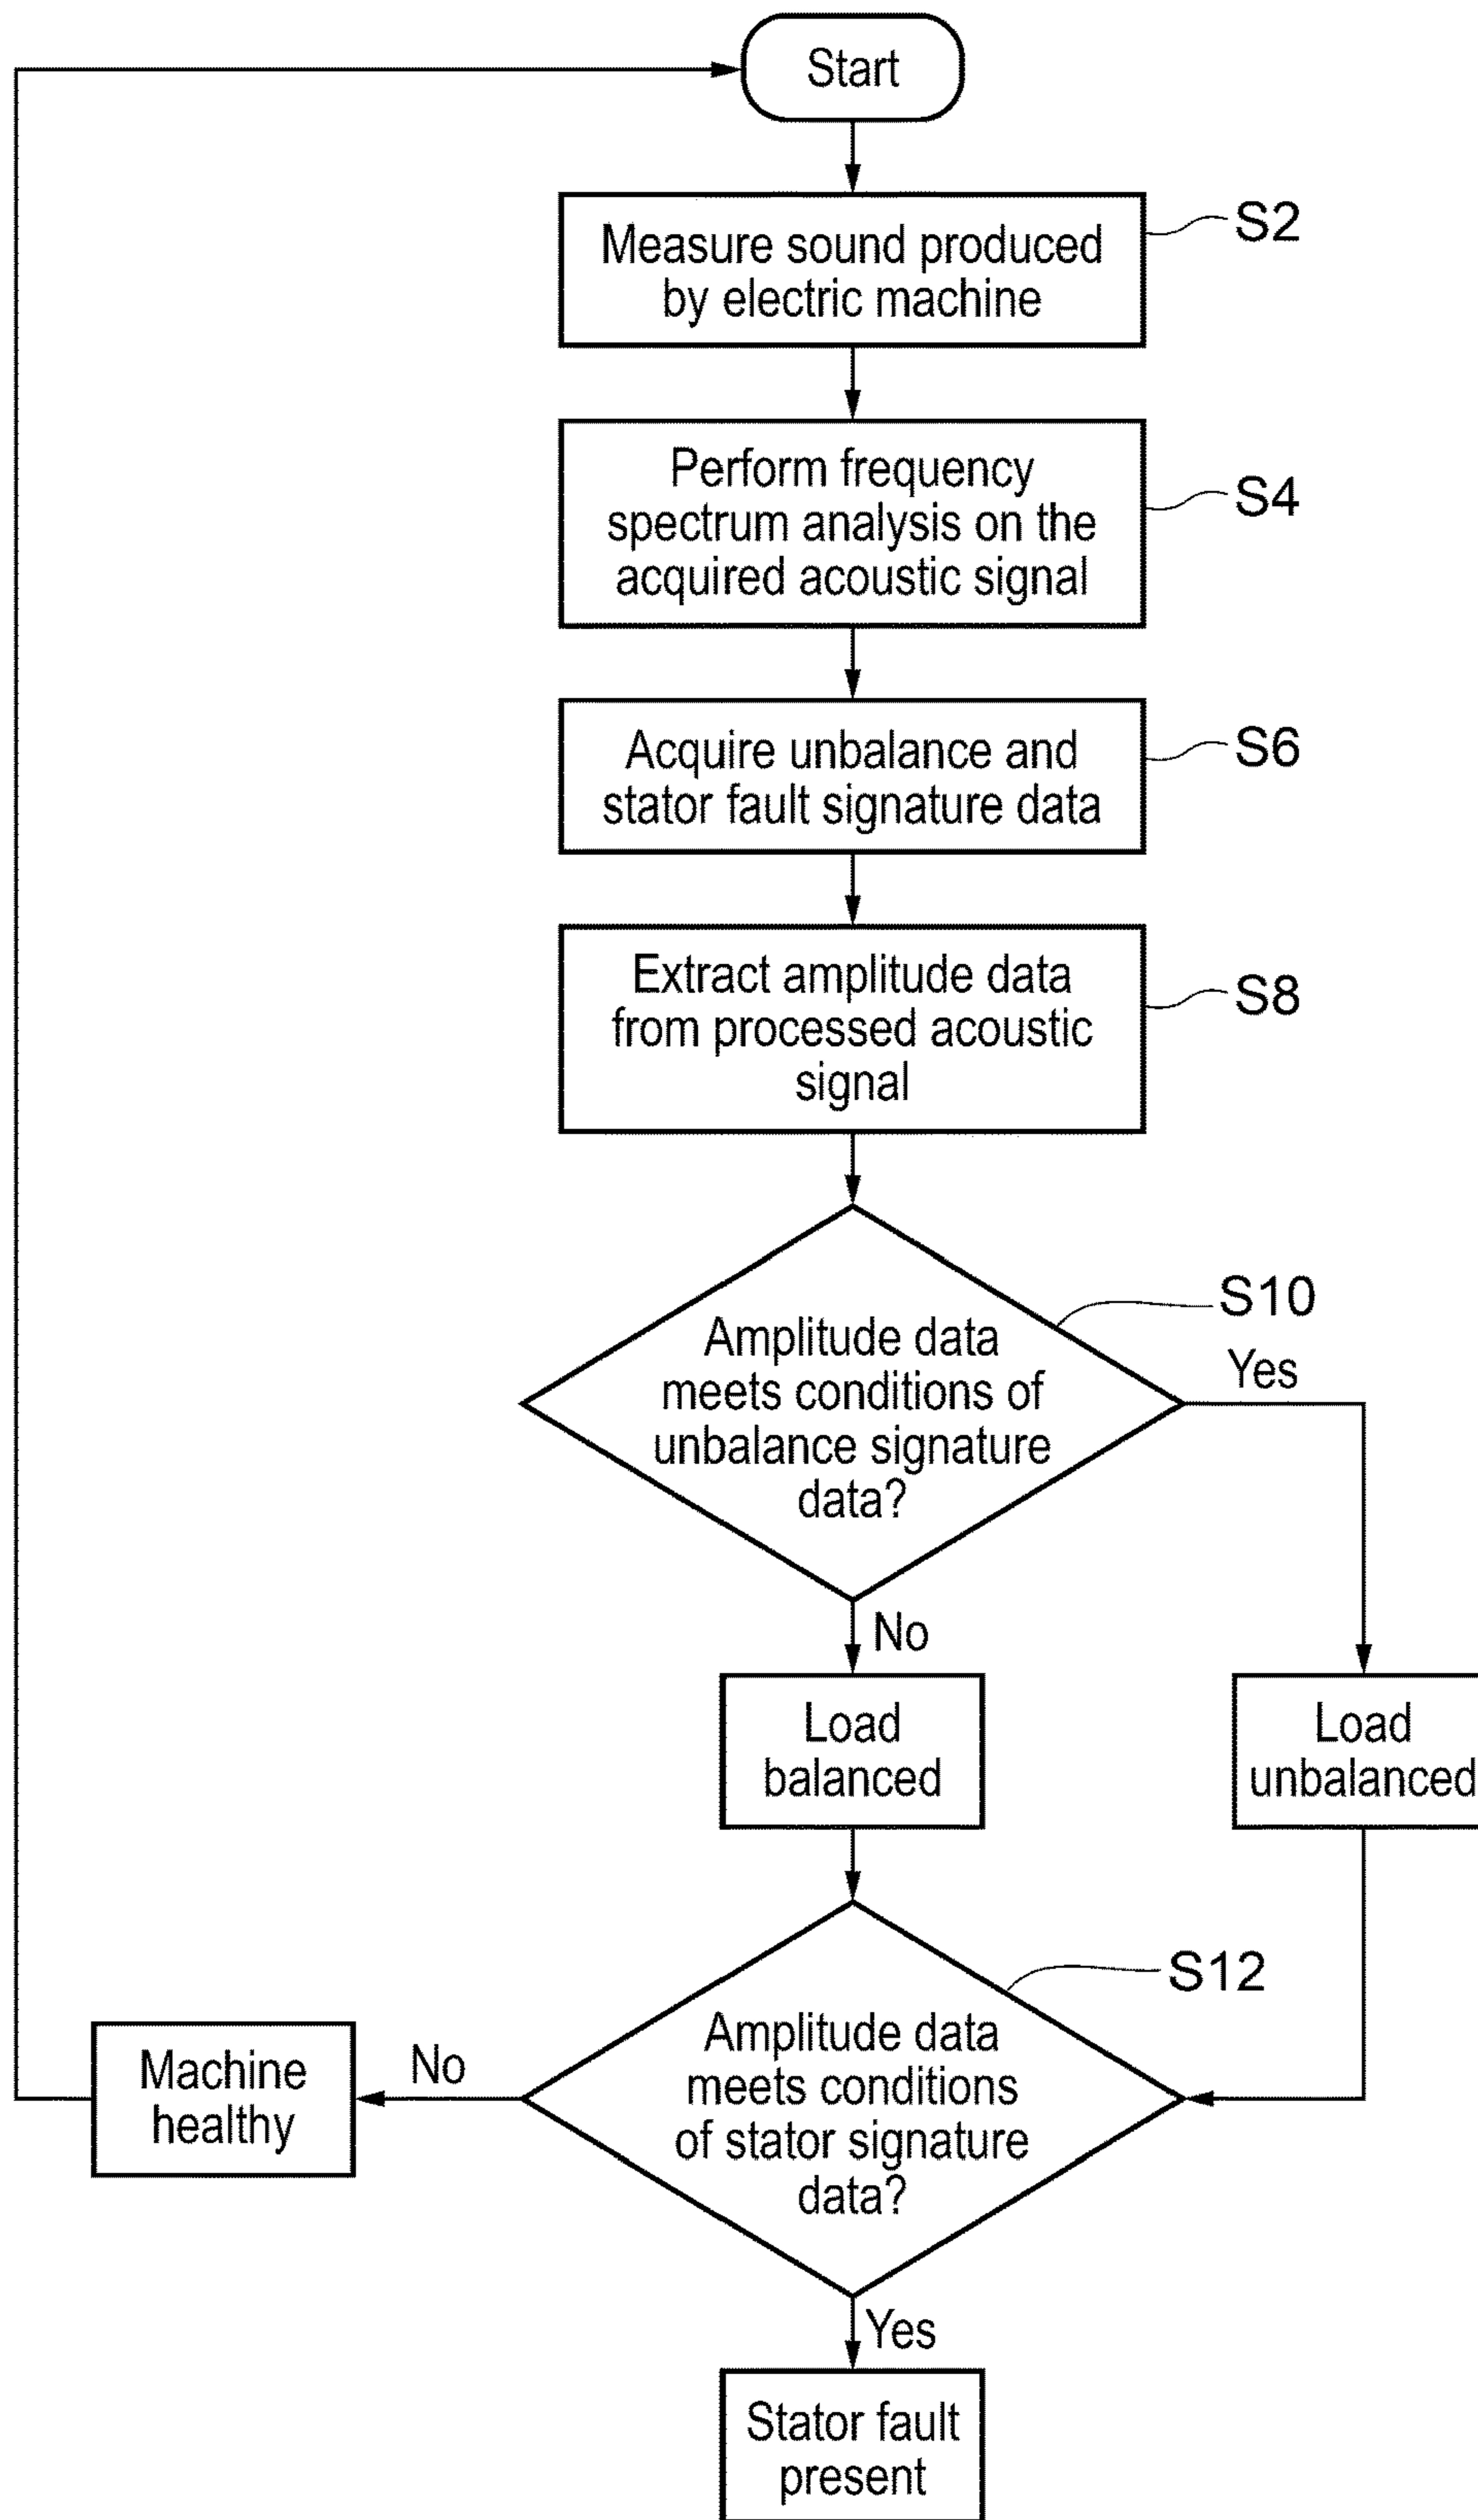 Start
Measure sound produced
by electric machine
S2
Perform frequency
spectrum analysis on the
acquired acoustic signal
S4
Acquire unbalance and
stator fault signature data
S6
Extract amplitude data
from processed acoustic
signal
S8
Amplitude data
meets conditions of
unbalance signature
data?
S10
Yes
No
Load
balanced
Load
unbalanced
Amplitude data
meets conditions
of stator signature
data?
S12
No
Machine
healthy
Yes
Stator fault
present